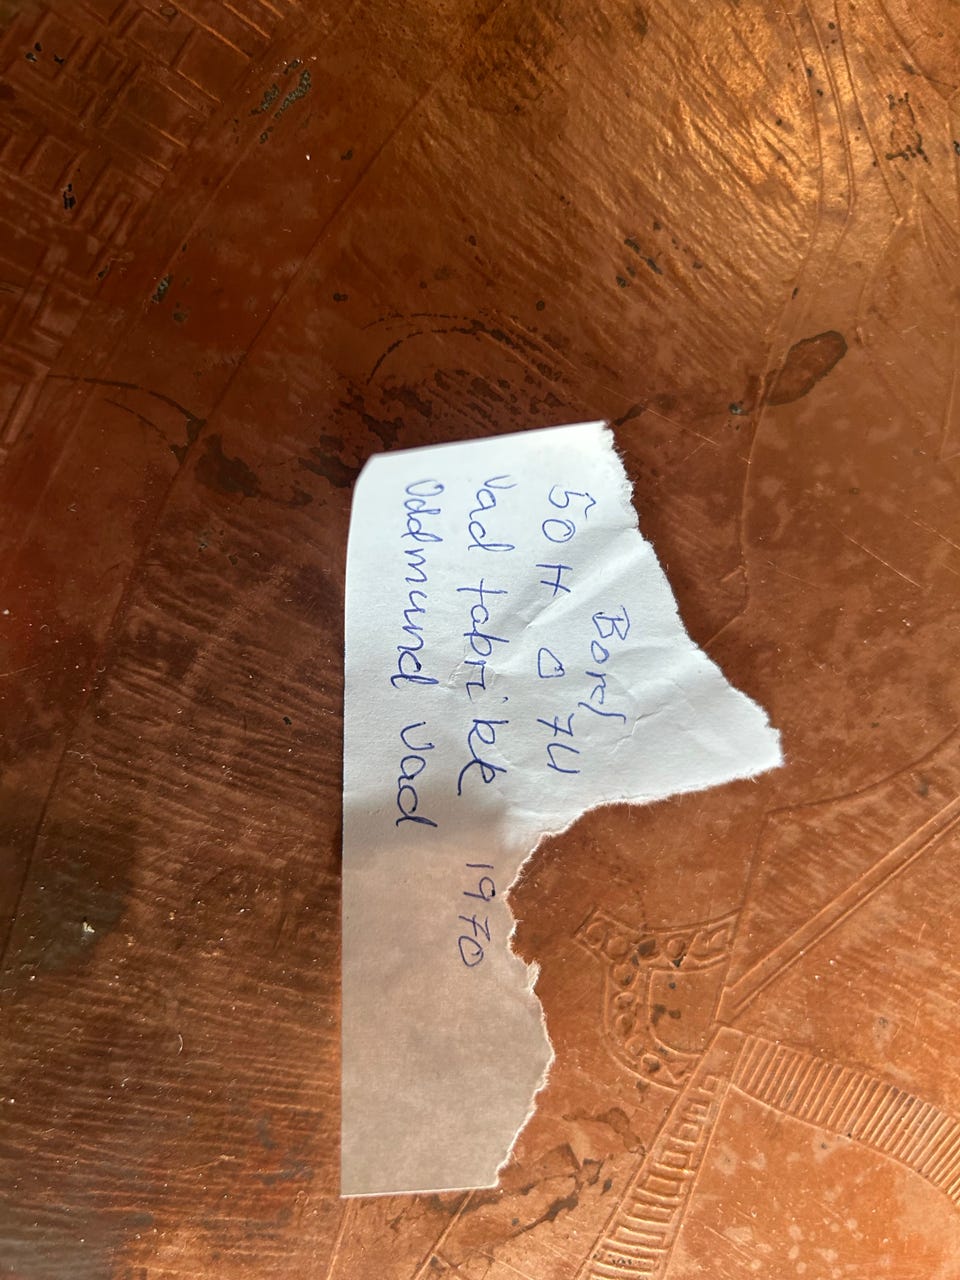 Bord
50 H Δ 74
Vad fabrikk 1970
Oddmund Vad